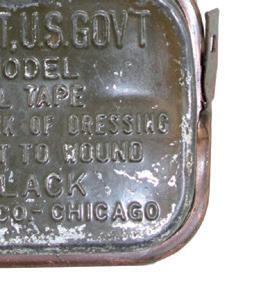 T, U.S. GOV'T
MODEL
L TAPE
K OF DRESSING
T TO WOUND
LACK
CO-CHICAGO